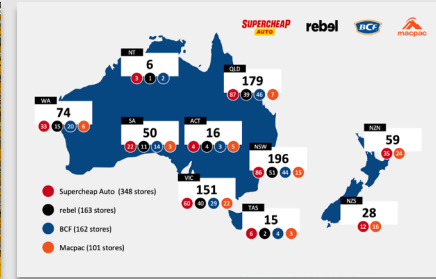 SUPERCHEAP AUTO rebel BCF macpac
NT
6
3 1 2
QLD
179
87 39 46 7
WA
74
33 15 20 6
SA
50
22 11 14 3
ACT
16
4 4 3 5
NSW
196
86 51 44 15
NZN
59
35 24
VIC
151
60 40 29 22
TAS
15
6 2 4 3
NZS
28
12 16
Supercheap Auto (348 stores)
rebel (163 stores)
BCF (162 stores)
Macpac (101 stores)